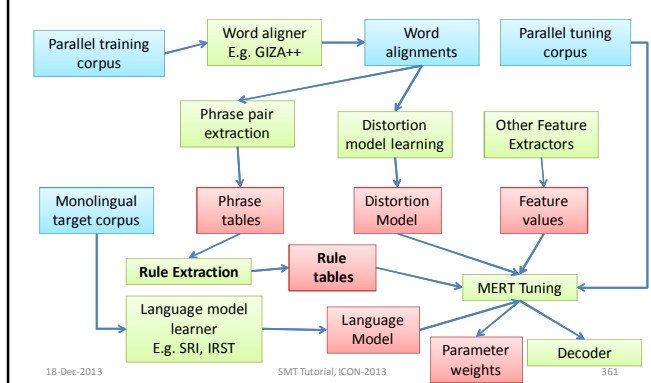 Parallel training
corpus
Word aligner
E.g. GIZA++
Word
alignments
Parallel tuning
corpus
Phrase pair
extraction
Distortion
model learning
Other Feature
Extractors
Monolingual
target corpus
Phrase
tables
Distortion
Model
Feature
values
Rule Extraction
Rule
tables
MERT Tuning
Language model
learner
E.g. SRI, IRST
Language
Model
Parameter
weights
Decoder
18-Dec-2013
SMT Tutorial, ICON-2013
361